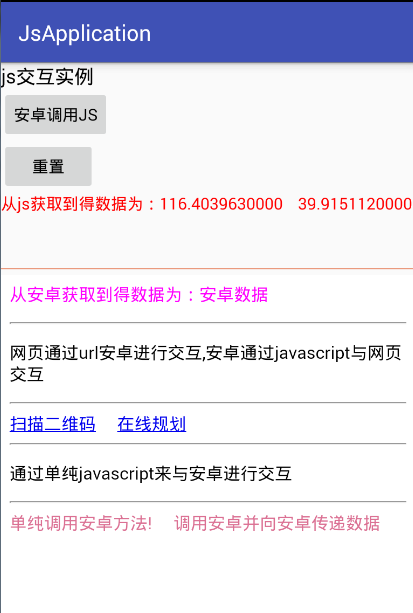 JsApplication
js交互实例
安卓调用JS
重置
从js获取到得数据为：116.4039630000 39.9151120000
从安卓获取到得数据为：安卓数据
网页通过url安卓进行交互,安卓通过javascript与网页
交互
扫描二维码 在线规划
通过单纯javascript来与安卓进行交互
单纯调用安卓方法! 调用安卓并向安卓传递数据